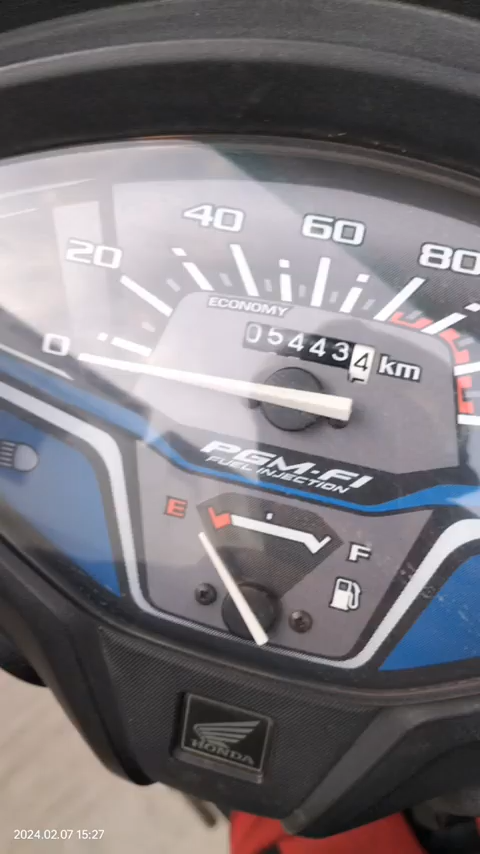 0
20
40
60
80
ECONOMY
054434 km
PGM-FI
FUEL INJECTION
E
F
HONDA
2024.02.07 15:27